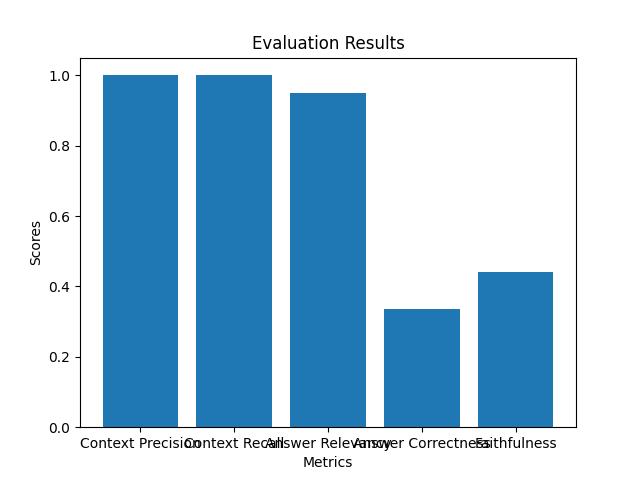 Evaluation Results
1.0
0.8
0.6
0.4
0.2
0.0
Scores
Context Precision Context Recall Answer Relevancy Answer Correctness Faithfulness
Metrics